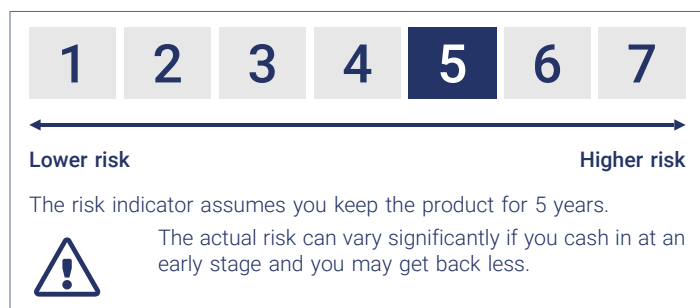 1 2 3 4 5 6 7
Lower risk Higher risk
The risk indicator assumes you keep the product for 5 years.
The actual risk can vary significantly if you cash in at an
early stage and you may get back less.